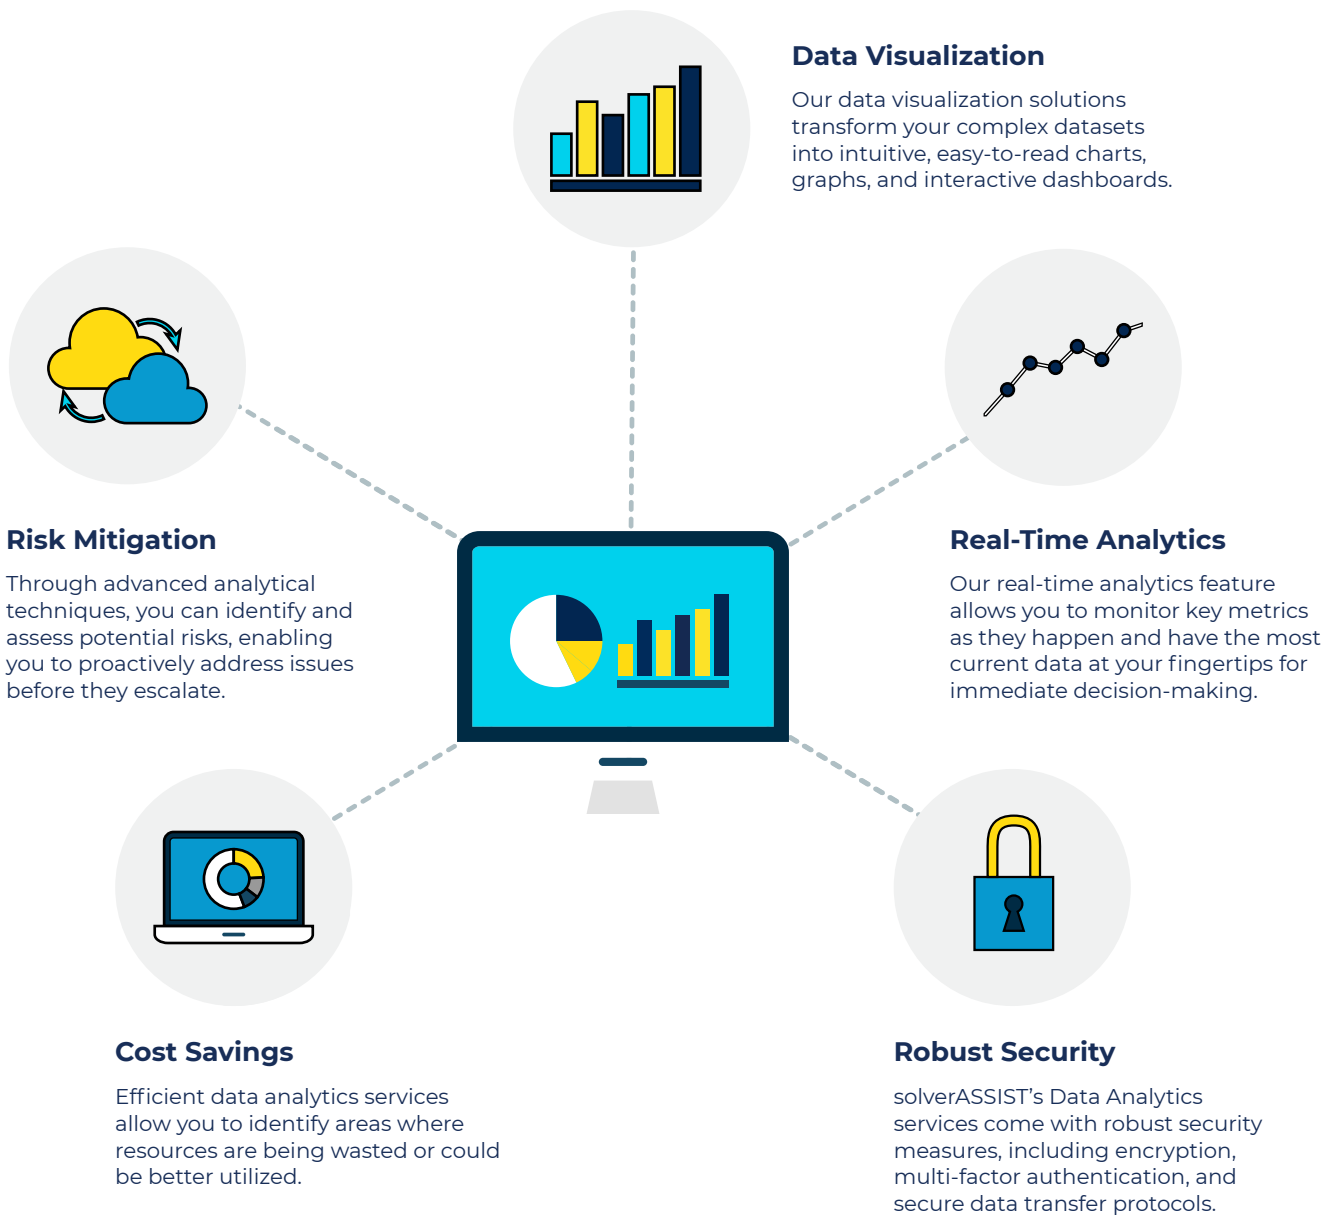 Data Visualization
Our data visualization solutions
transform your complex datasets
into intuitive, easy-to-read charts,
graphs, and interactive dashboards.
Risk Mitigation
Through advanced analytical
techniques, you can identify and
assess potential risks, enabling
you to proactively address issues
before they escalate.
Real-Time Analytics
Our real-time analytics feature
allows you to monitor key metrics
as they happen and have the most
current data at your fingertips for
immediate decision-making.
Cost Savings
Efficient data analytics services
allow you to identify areas where
resources are being wasted or could
be better utilized.
Robust Security
solverASSIST’s Data Analytics
services come with robust security
measures, including encryption,
multi-factor authentication, and
secure data transfer protocols.